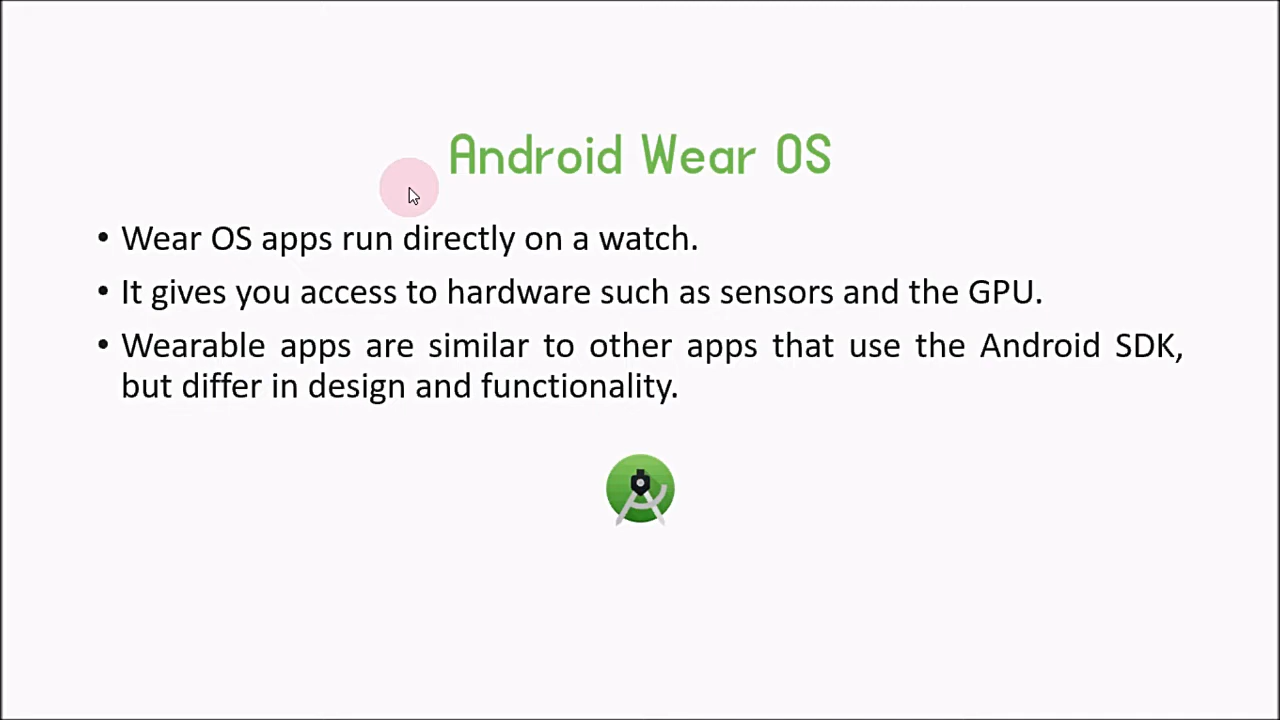 Android Wear OS
• Wear OS apps run directly on a watch.
• It gives you access to hardware such as sensors and the GPU.
• Wearable apps are similar to other apps that use the Android SDK,
but differ in design and functionality.